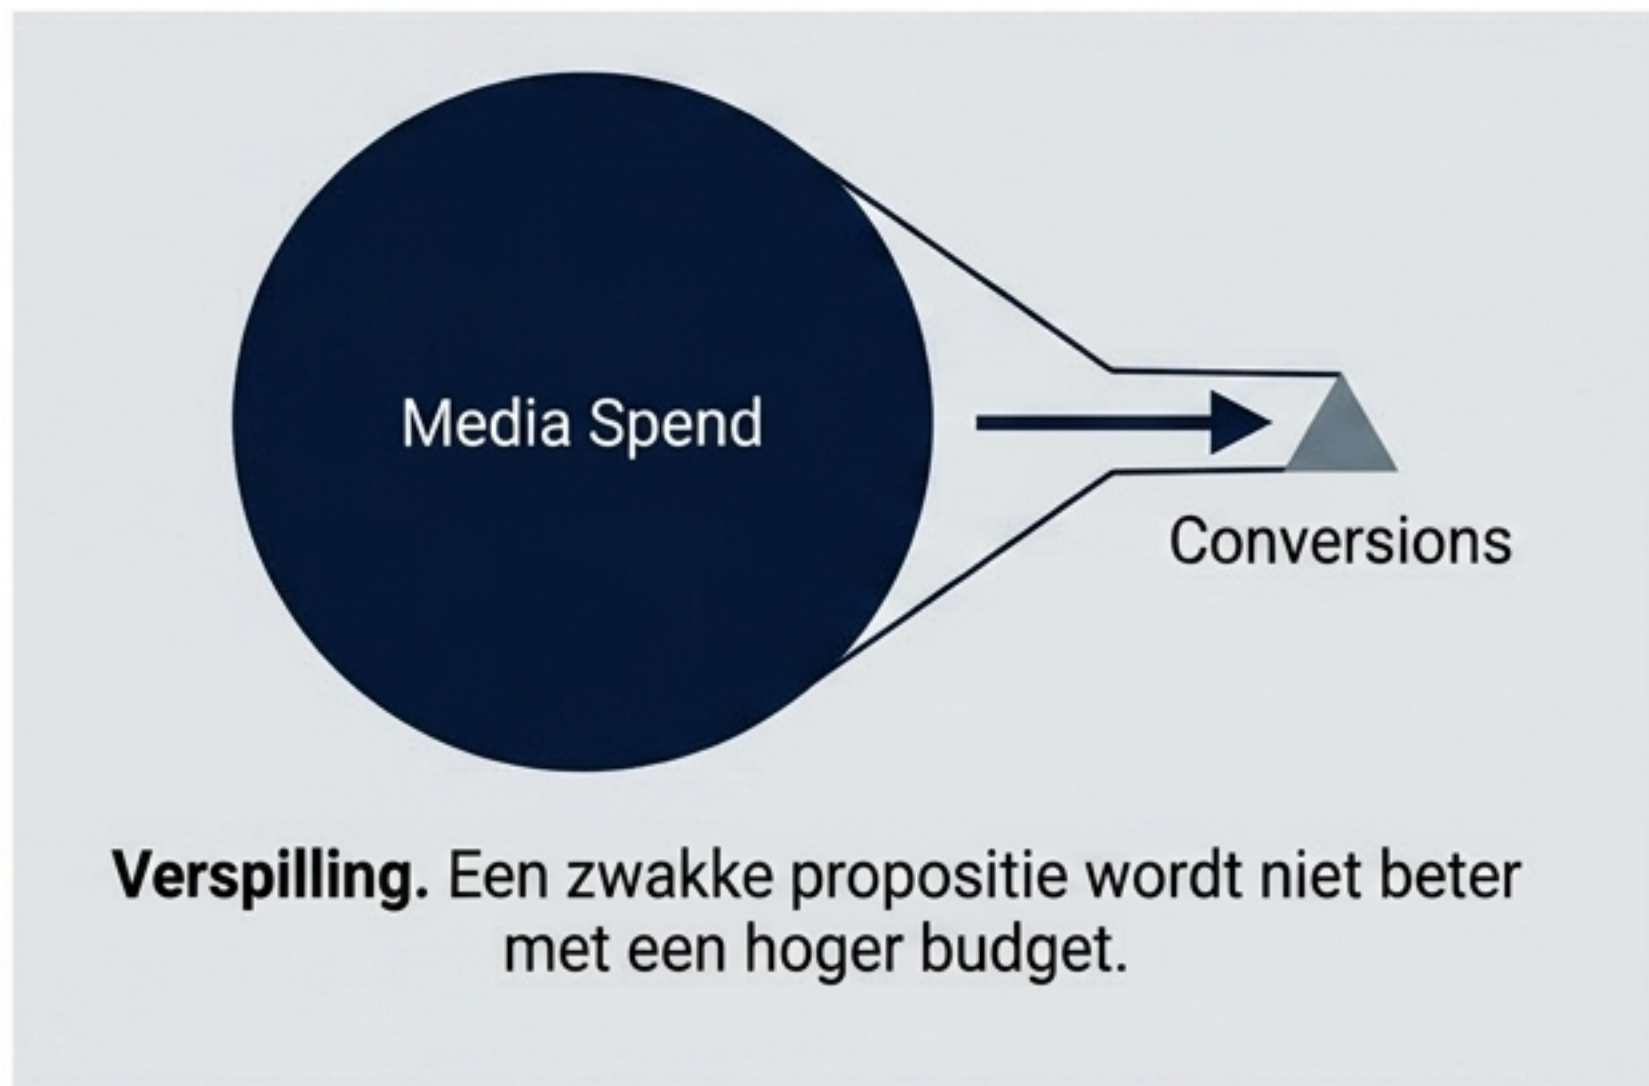 Media Spend
Conversions
Verspilling. Een zwakke propositie wordt niet beter
met een hoger budget.